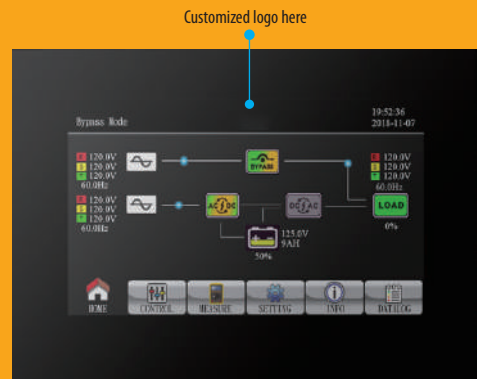 Customized logo here
19:52:36
Bypass Mode
2018-11-07
R 120.0V
S 120.0V
T 120.0V
60.0Hz
BYPASS
R 120.0V
S 120.0V
T 120.0V
60.0Hz
R 120.0V
S 120.0V
T 120.0V
60.0Hz
AC DC
DC AC
LOAD
0%
125.0V
9AH
50%
HOME
CONTROL
MEASURE
SETTING
INFO
DATALOG